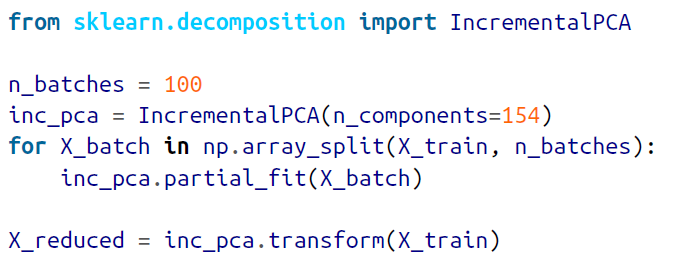 from sklearn.decomposition import IncrementalPCA
n_batches = 100
inc_pca = IncrementalPCA(n_components=154)
for X_batch in np.array_split(X_train, n_batches):
    inc_pca.partial_fit(X_batch)
X_reduced = inc_pca.transform(X_train)